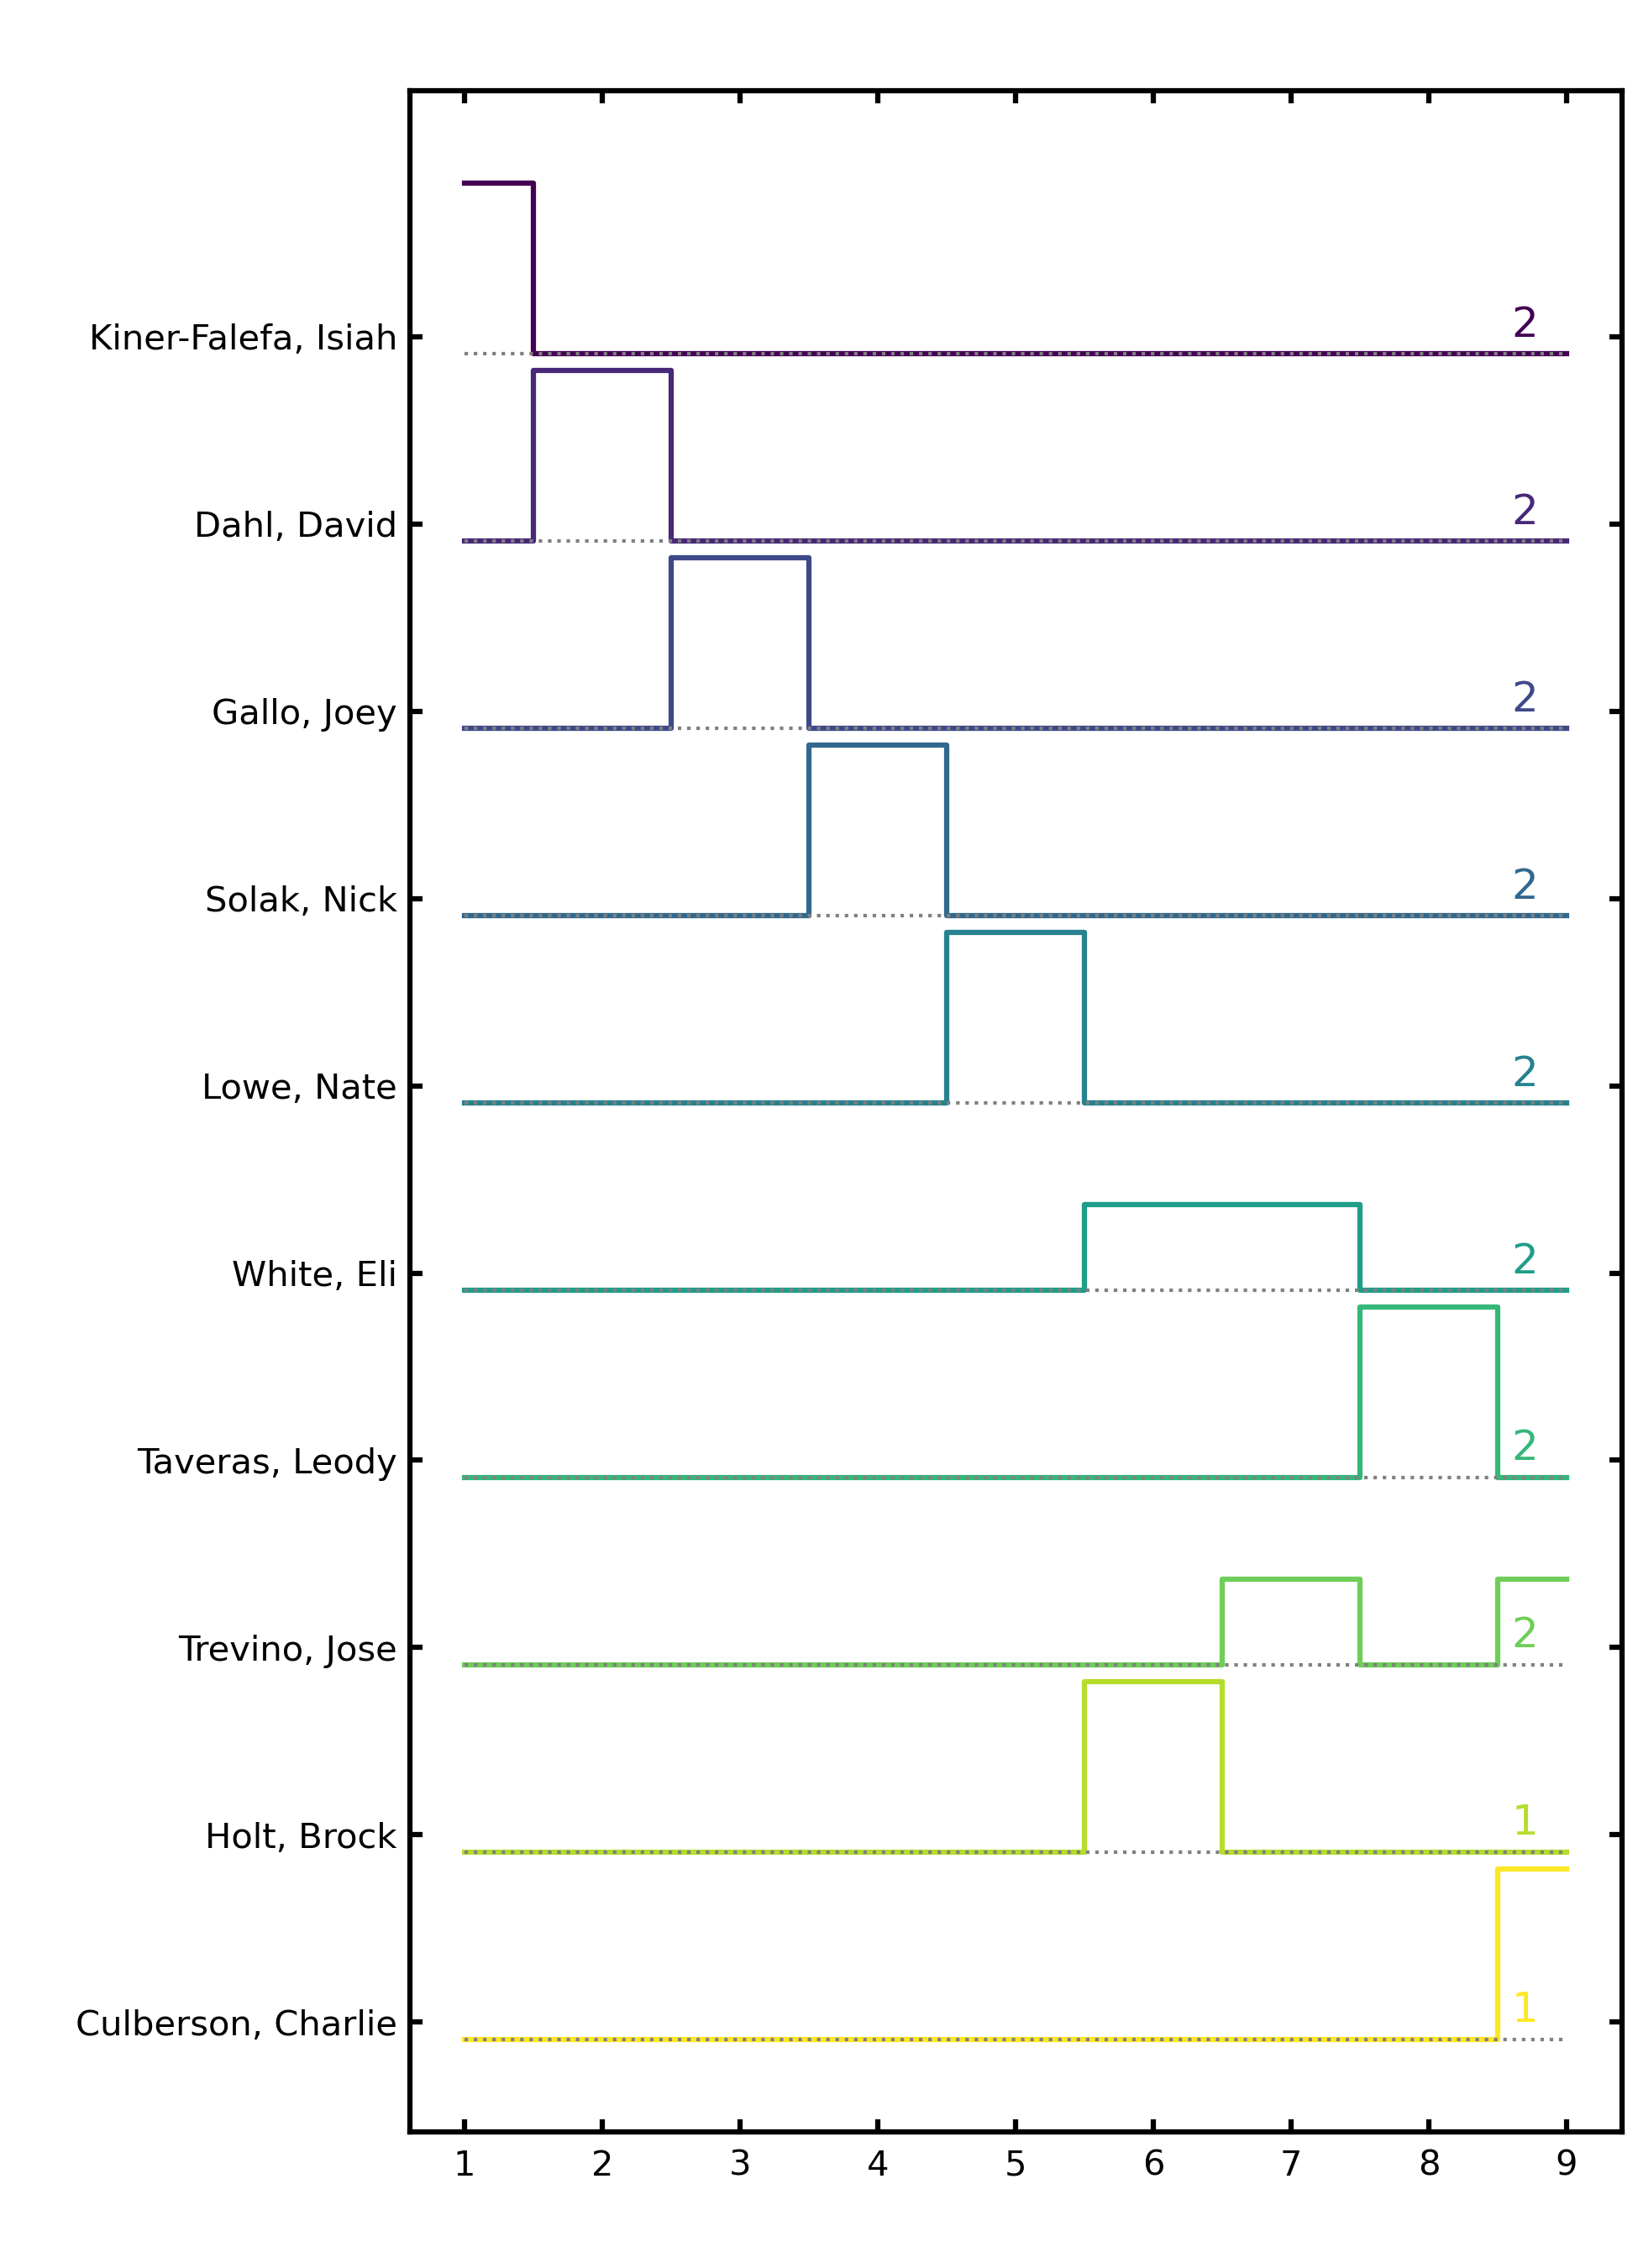 Kiner-Falefa, Isiah 2
Dahl, David 2
Gallo, Joey 2
Solak, Nick 2
Lowe, Nate 2
White, Eli 2
Taveras, Leody 2
Trevino, Jose 2
Holt, Brock 1
Culberson, Charlie 1
1 2 3 4 5 6 7 8 9